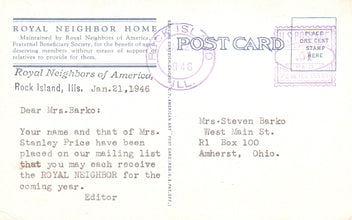 ROYAL NEIGHBOR HOME
Maintained by Royal Neighbors of America, a
Fraternal Beneficiary Society, for the benefit of aged,
deserving members without means of support or
relatives to provide for them.
Royal Neighbors of America,
Rock Island, Ills. Jan.21,1946
Dear Mrs.Barko:
Your name and that of Mrs.
Stanley Price have been
placed on our mailing list
that you may each receive
the ROYAL NEIGHBOR for the
coming year.
Editor
POST CARD
PLACE
ONE CENT
STAMP
HERE
ILL.
Mrs-Steven Barko
West Main St.
R1 Box 100
Amherst, Ohio.